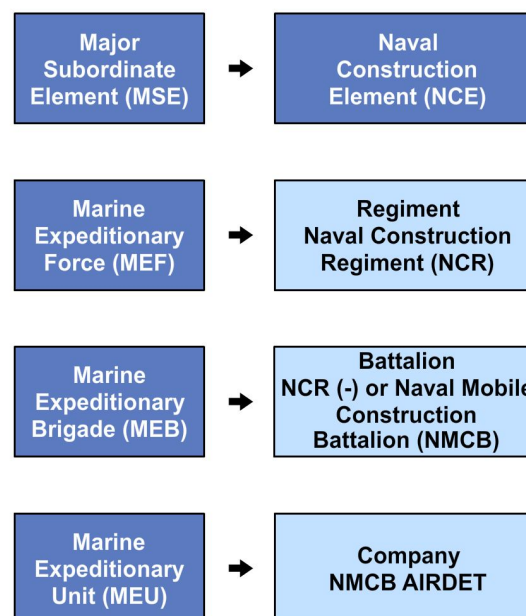 Major
Subordinate
Element (MSE)
Naval
Construction
Element (NCE)
Marine
Expeditionary
Force (MEF)
Regiment
Naval Construction
Regiment (NCR)
Marine
Expeditionary
Brigade (MEB)
Battalion
NCR (-) or Naval Mobile
Construction
Battalion (NMCB)
Marine
Expeditionary
Unit (MEU)
Company
NMCB AIRDET